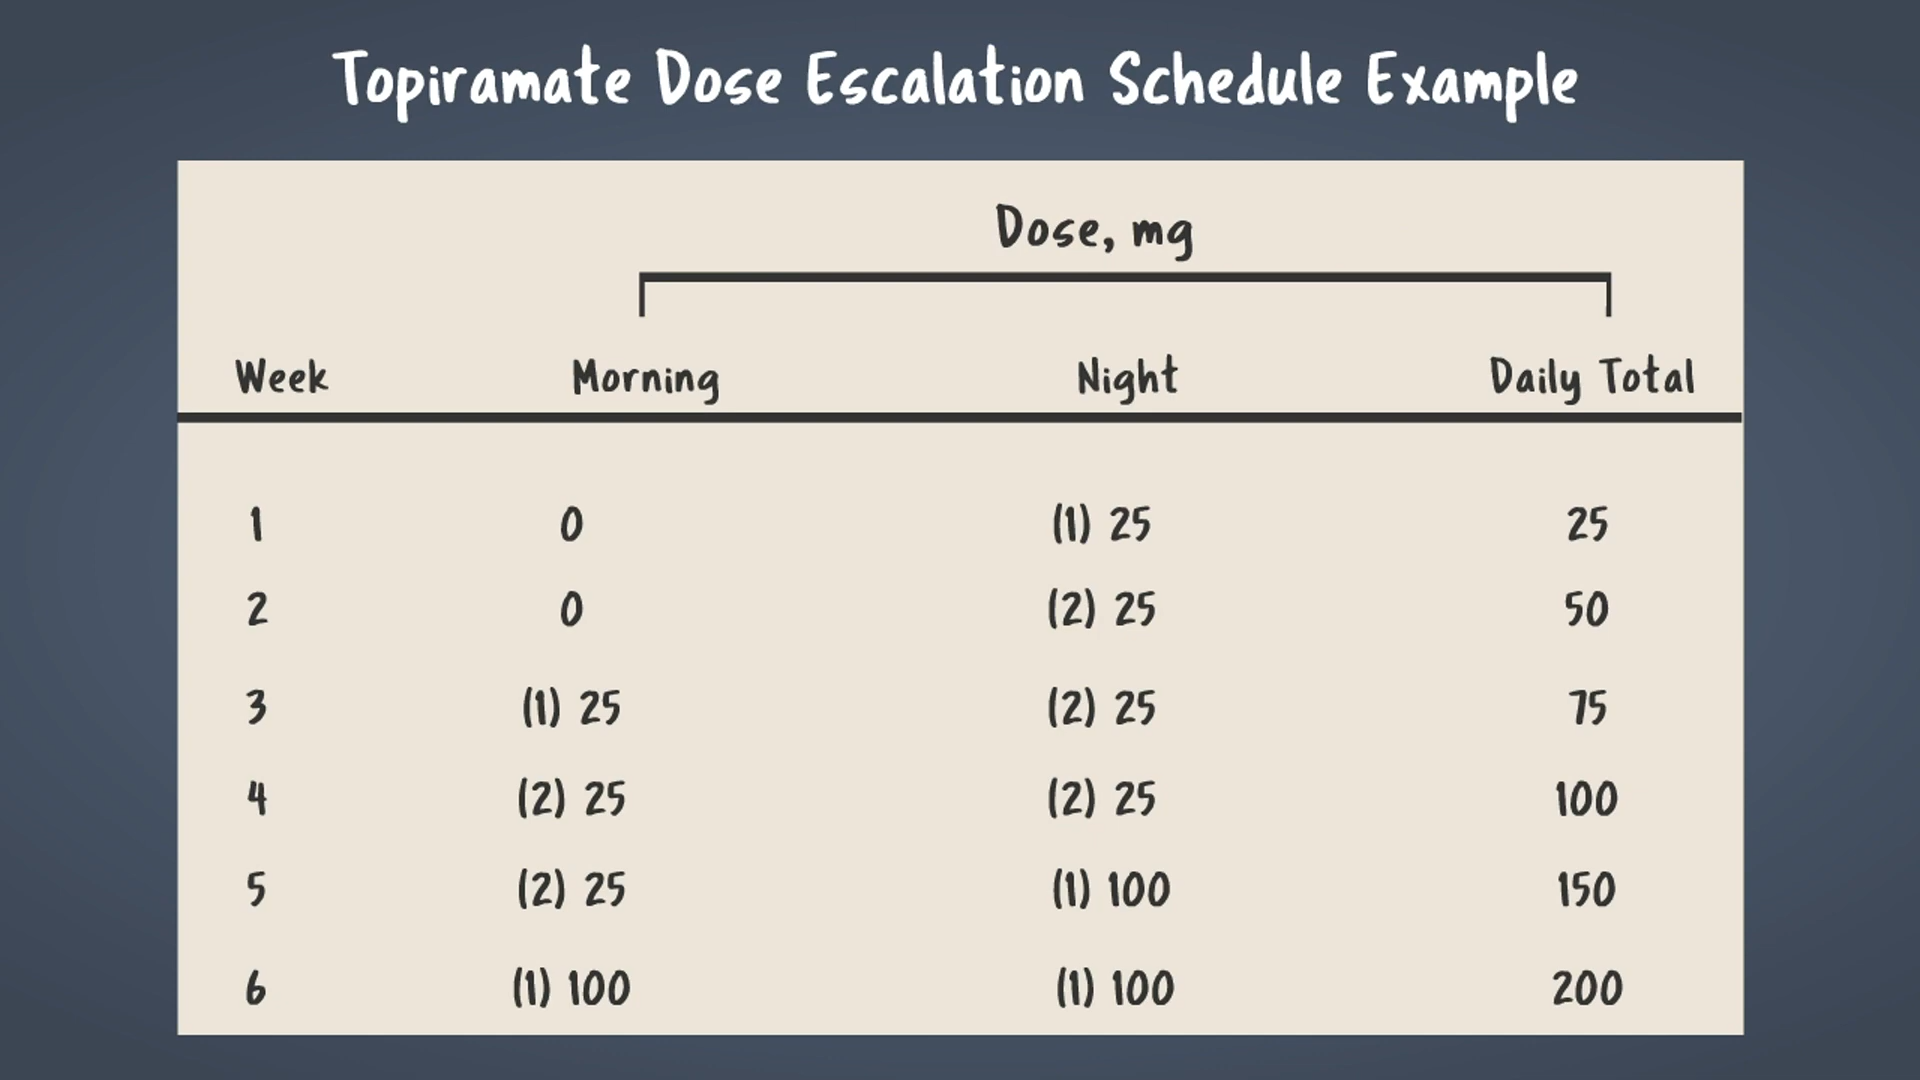 Topiramate Dose Escalation Schedule Example
Dose, mg
Week Morning Night Daily Total
1 0 (1) 25 25
2 0 (2) 25 50
3 (1) 25 (2) 25 75
4 (2) 25 (2) 25 100
5 (2) 25 (1) 100 150
6 (1) 100 (1) 100 200